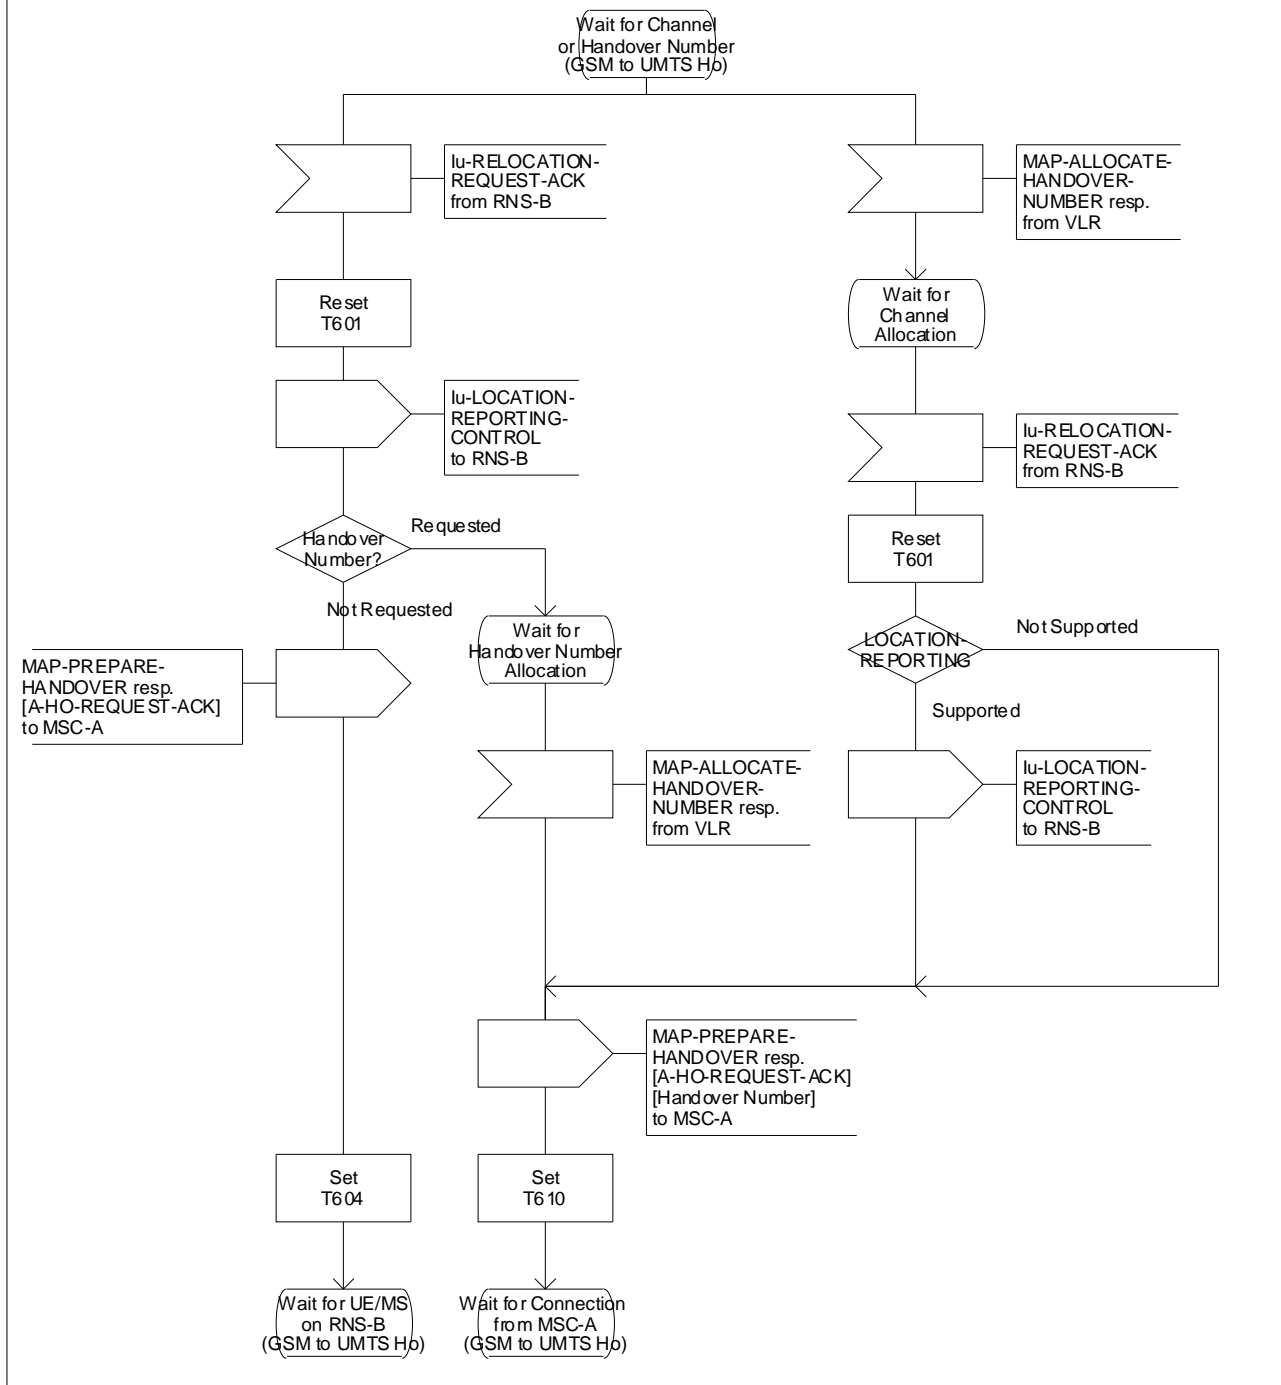 Wait for Channel
or Handover Number
(GSM to UMTS Ho)
Iu-RELOCATION-
REQUEST-ACK
from RNS-B
MAP-ALLOCATE-
HANDOVER-
NUMBER resp.
from VLR
Reset
T601
Wait for
Channel
Allocation
Iu-LOCATION-
REPORTING-
CONTROL
to RNS-B
Iu-RELOCATION-
REQUEST-ACK
from RNS-B
Handover
Number?
Requested
Reset
T601
Not Requested
Wait for
Handover Number
Allocation
LOCATION-
REPORTING
Not Supported
MAP-PREPARE-
HANDOVER resp.
[A-HO-REQUEST-ACK]
to MSC-A
Supported
MAP-ALLOCATE-
HANDOVER-
NUMBER resp.
from VLR
Iu-LOCATION-
REPORTING-
CONTROL
to RNS-B
MAP-PREPARE-
HANDOVER resp.
[A-HO-REQUEST-ACK]
[Handover Number]
to MSC-A
Set
T604
Set
T610
Wait for UE/MS
on RNS-B
(GSM to UMTS Ho)
Wait for Connection
from MSC-A
(GSM to UMTS Ho)